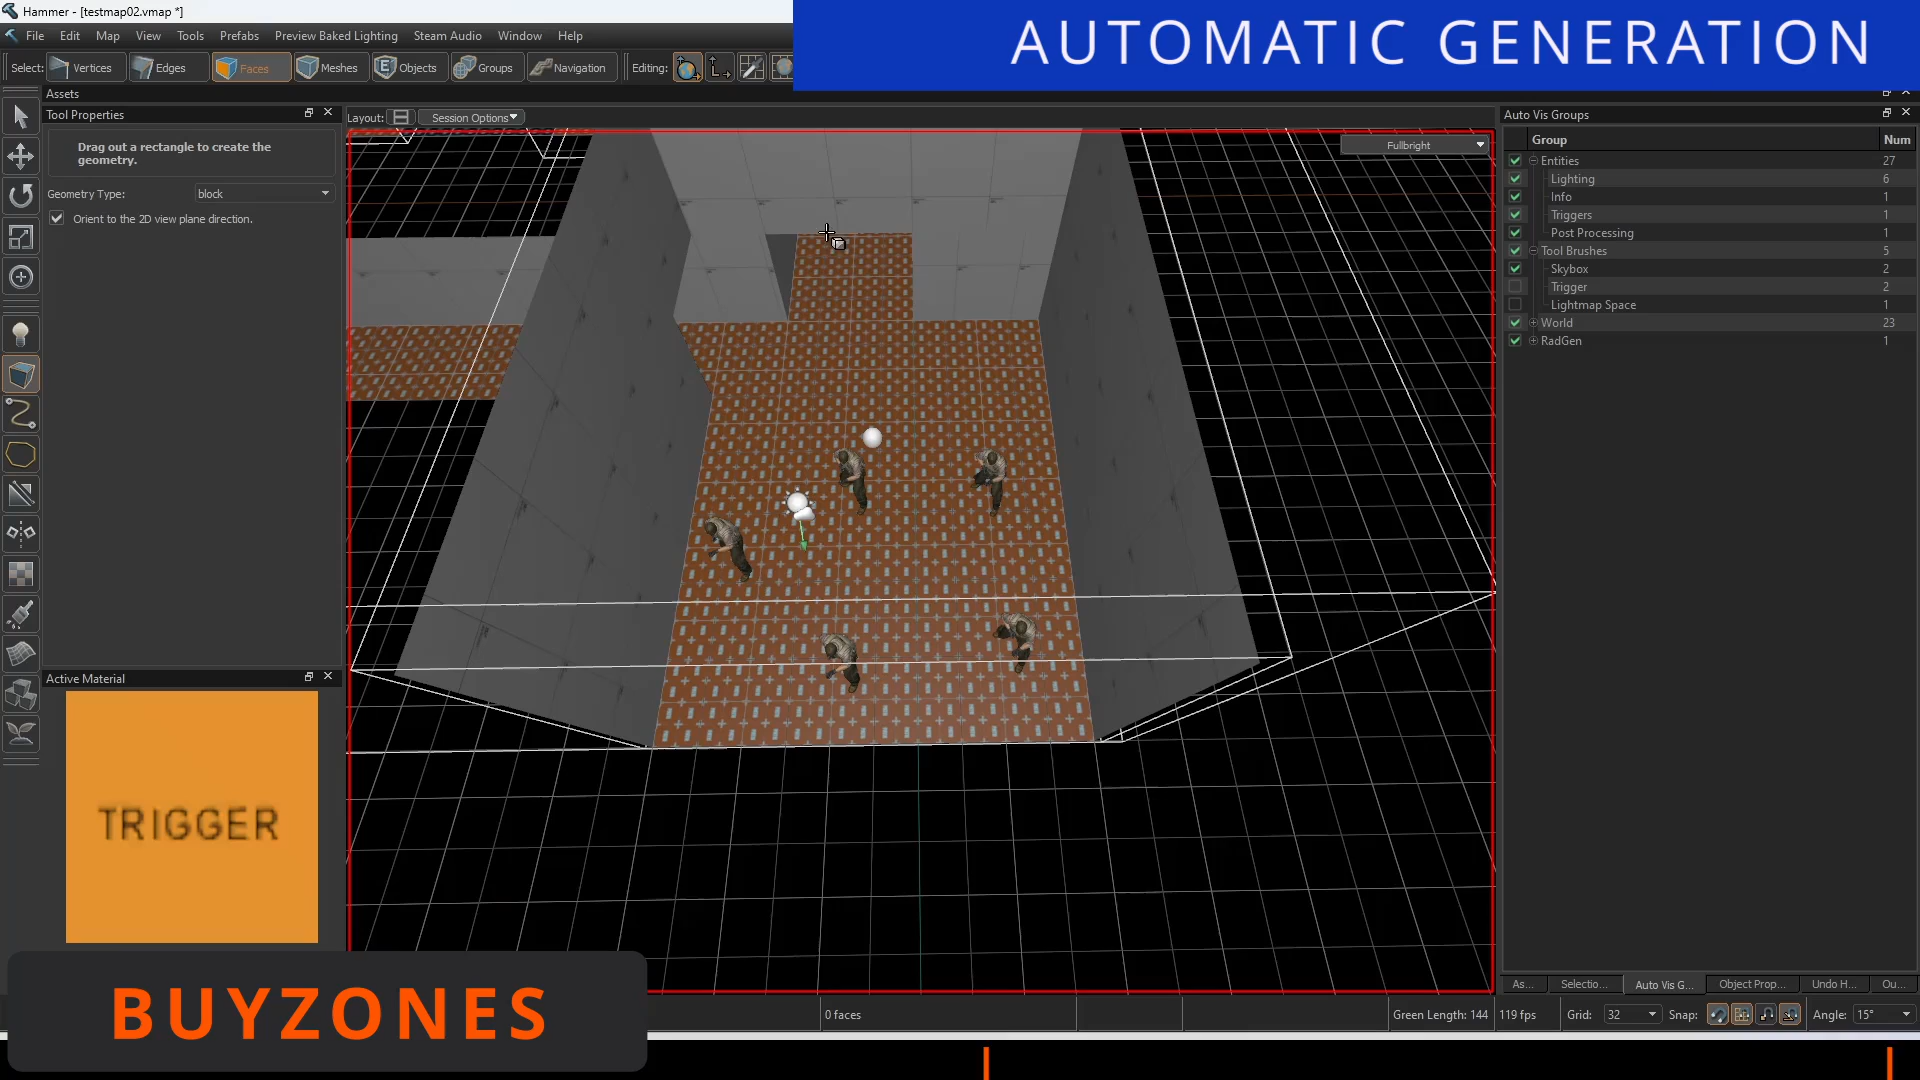 Hammer - [testmap02.vmap *]
AUTOMATIC GENERATION
File Edit Map View Tools Prefabs Preview Baked Lighting Steam Audio Window Help
Select: Vertices Edges Faces Meshes Objects Groups Navigation Editing:
Assets
Tool Properties
Layout: Session Options
Auto Vis Groups
Drag out a rectangle to create the
geometry.
Geometry Type: block
Orient to the 2D view plane direction.
Fullbright
Group Num
Entities 27
Lighting 6
Info 1
Triggers 1
Post Processing 1
Tool Brushes 5
Skybox 2
Trigger 2
Lightmap Space 1
World 23
RadGen 1
Active Material
TRIGGER
BUYZONES
As... Selectio... Auto Vis G... Object Prop... Undo H... Ou...
0 faces Green Length: 144 119 fps Grid: 32 Snap: Angle: 15°